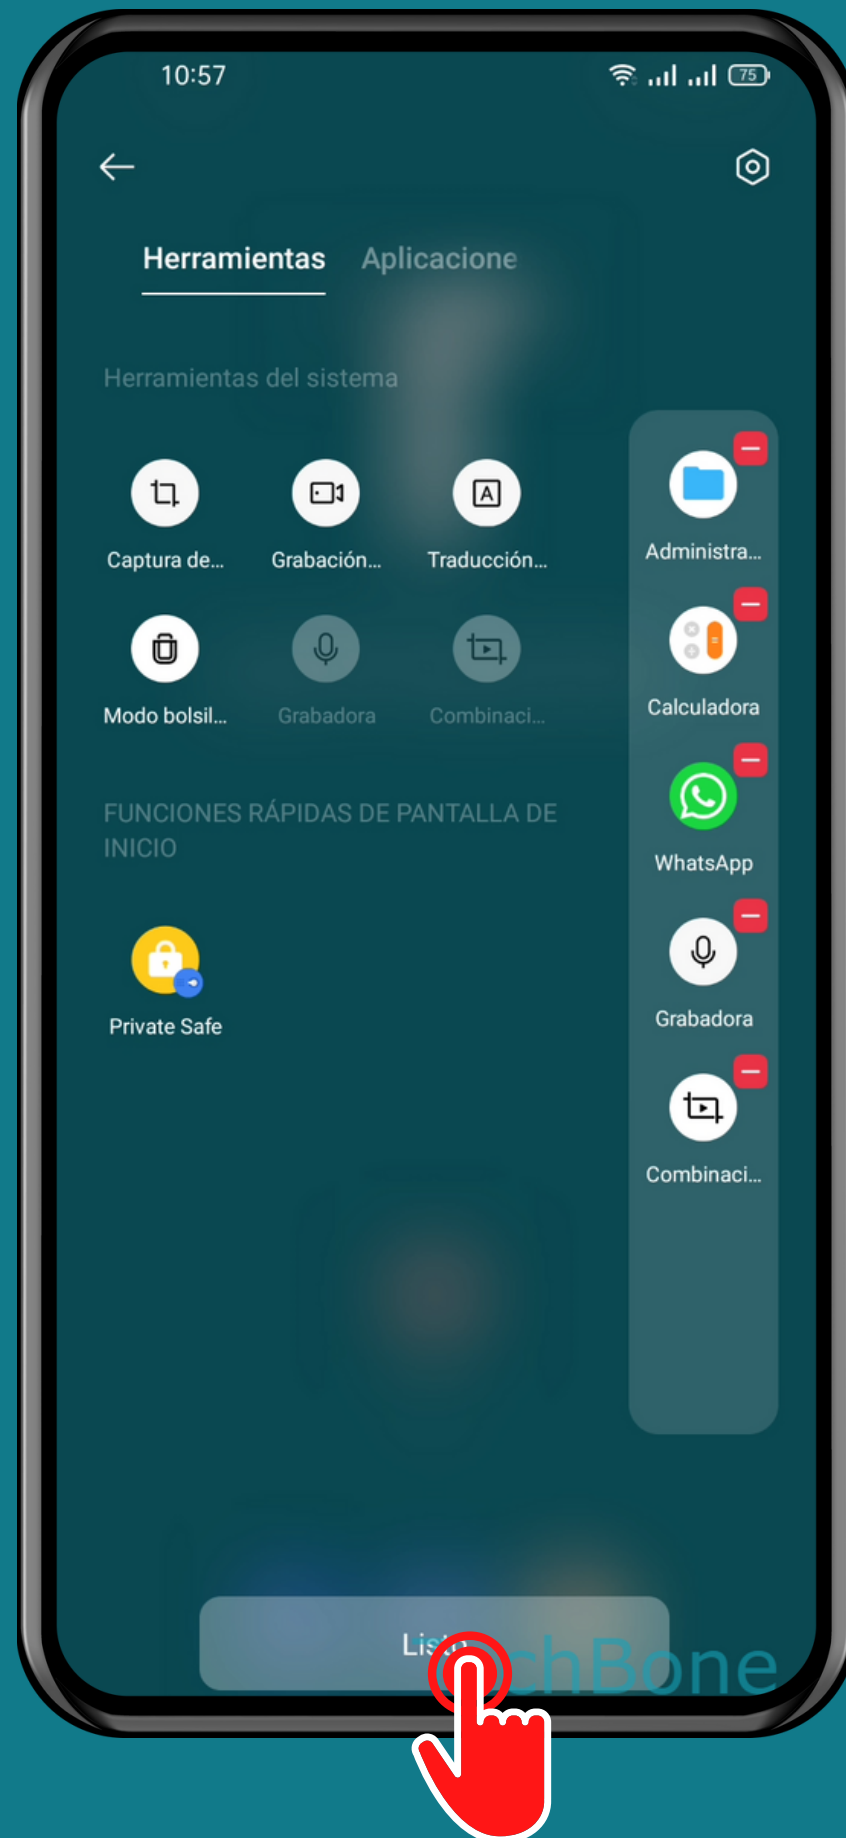 10:57
75
Herramientas Aplicacione
Herramientas del sistema
Captura de...
Grabación...
Traducción...
A
Modo bolsil...
Grabadora
Combinaci...
FUNCIONES RÁPIDAS DE PANTALLA DE
INICIO
Private Safe
Administra...
Calculadora
WhatsApp
Grabadora
Combinaci...
Listo
chBone